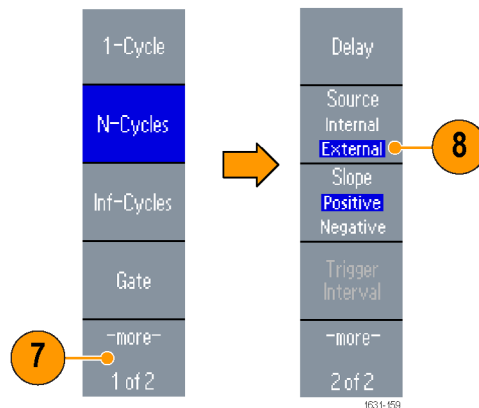 1-Cycle
N-Cycles
Inf-Cycles
Gate
-more-
1 of 2
7
Delay
Source
Internal
External
8
Slope
Positive
Negative
Trigger
Interval
-more-
2 of 2
1631-159